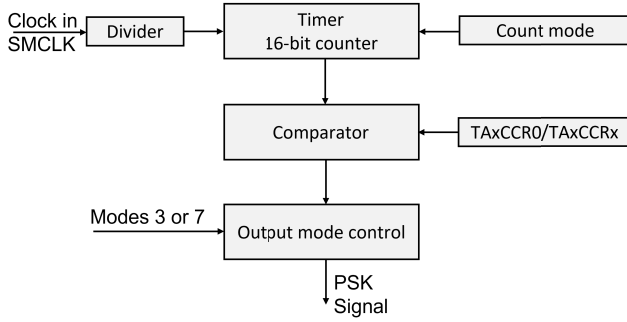 Clock in
SMCLK
Divider
Timer
16-bit counter
Count mode
Comparator
TAxCCR0/TAxCCRx
Modes 3 or 7
Output mode control
PSK
Signal